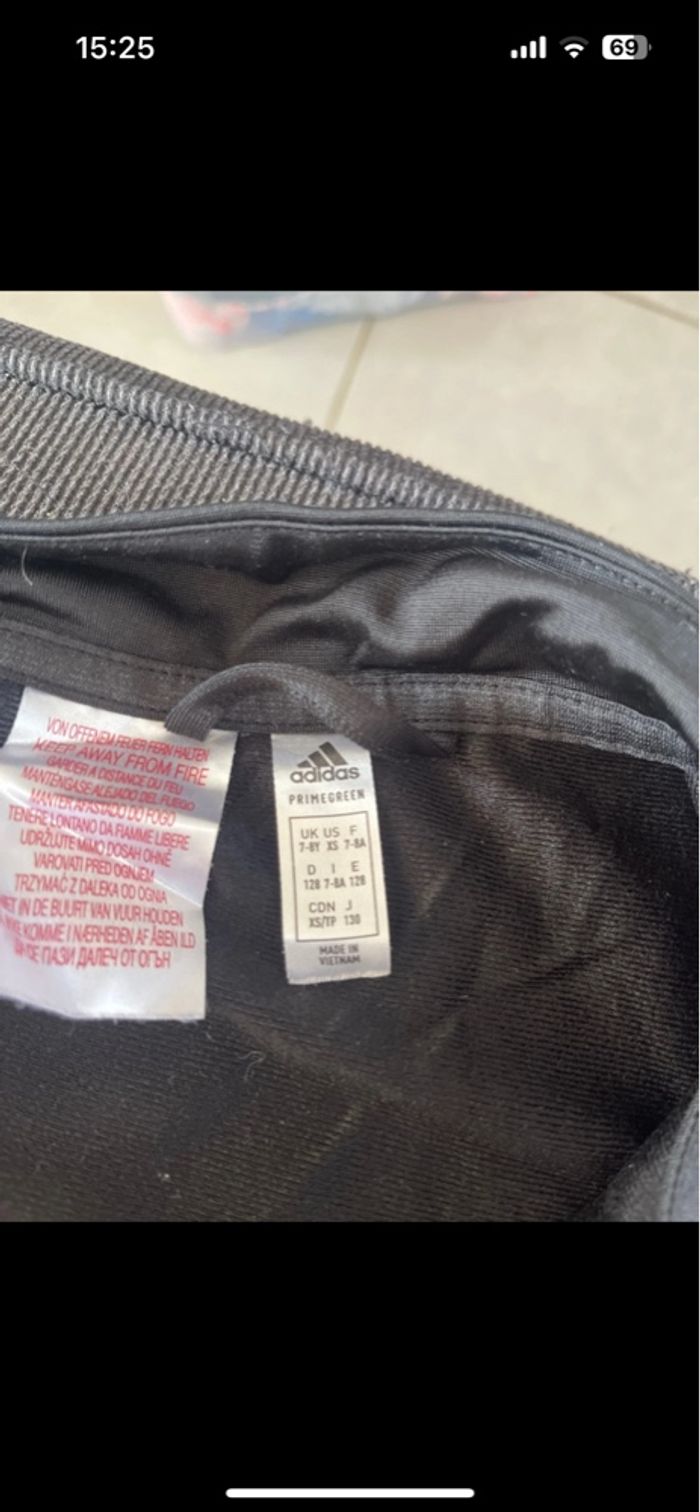 15:25
69
VON OFFENEM FEUER FERN HALTEN
KEEP AWAY FROM FIRE
GARDER A DISTANCE DU FEU
MANTÉNGASE ALEJADO DEL FUEGO
MANTER AFASTADO DO FOGO
TENERE LONTANO DA FIAMME LIBERE
UDRŽUJTE MIMO DOSAH OHNĚ
VAROVATI PRED OGNJEM
TRZYMAĆ Z DALEKA OD OGNIA
NIET IN DE BUURT VAN VUUR HOUDEN
KOMME I NÆRHEDEN AF ÅBEN ILD
ПАЗИ ДАЛЕЧ ОТ ОГЪН
adidas
PRIMEGREEN
UK US F
7-8Y XS 7-8A
D I E
128 7-8A 128
CDN J
XS/TP 130
MADE IN
VIETNAM